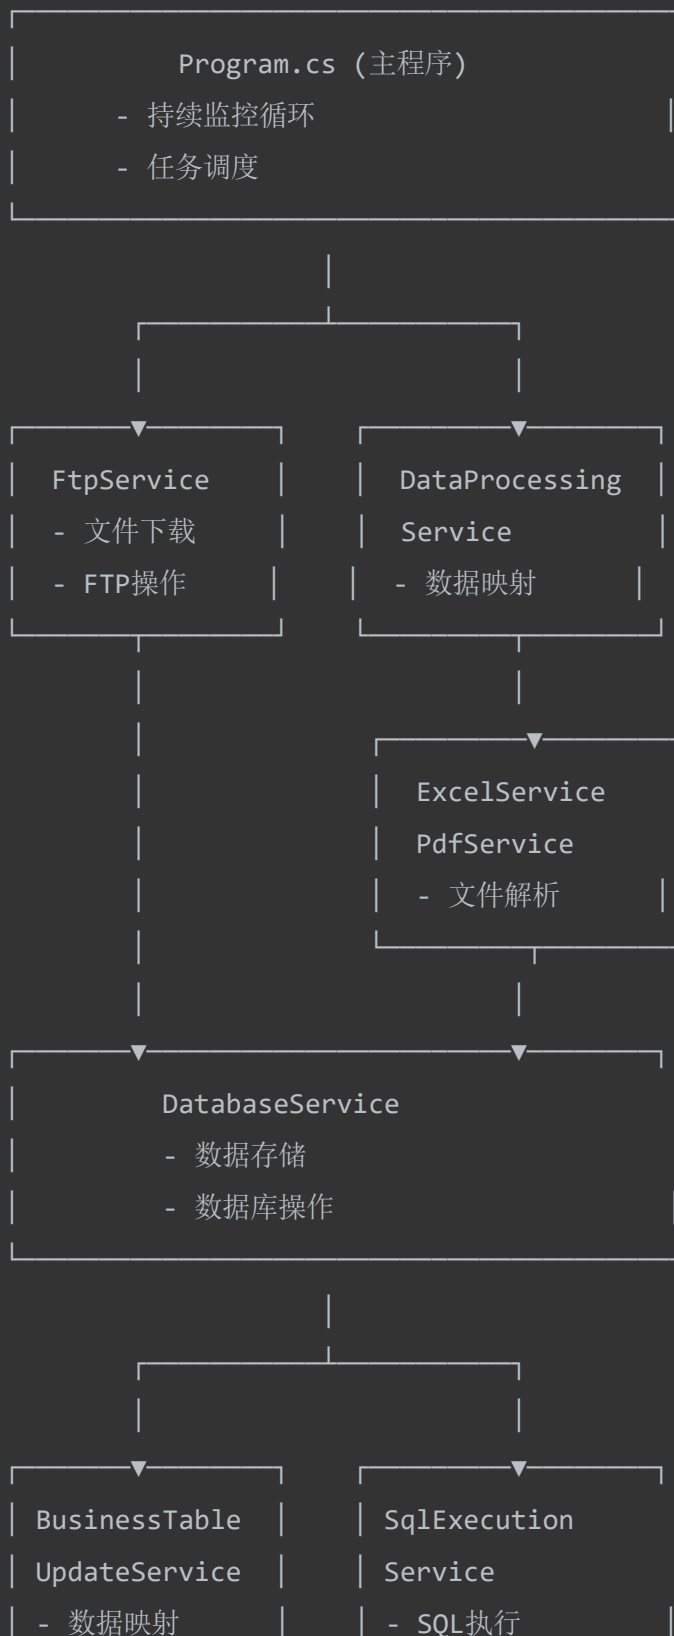 Program.cs (主程序)
- 持续监控循环
- 任务调度
FtpService
- 文件下载
- FTP操作
DataProcessing
Service
- 数据映射
ExcelService
PdfService
- 文件解析
DatabaseService
- 数据存储
- 数据库操作
BusinessTable
UpdateService
- 数据映射
SqlExecution
Service
- SQL执行